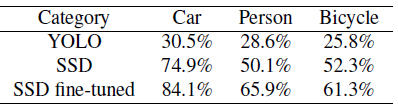 Category Car Person Bicycle
YOLO 30.5% 28.6% 25.8%
SSD 74.9% 50.1% 52.3%
SSD fine-tuned 84.1% 65.9% 61.3%